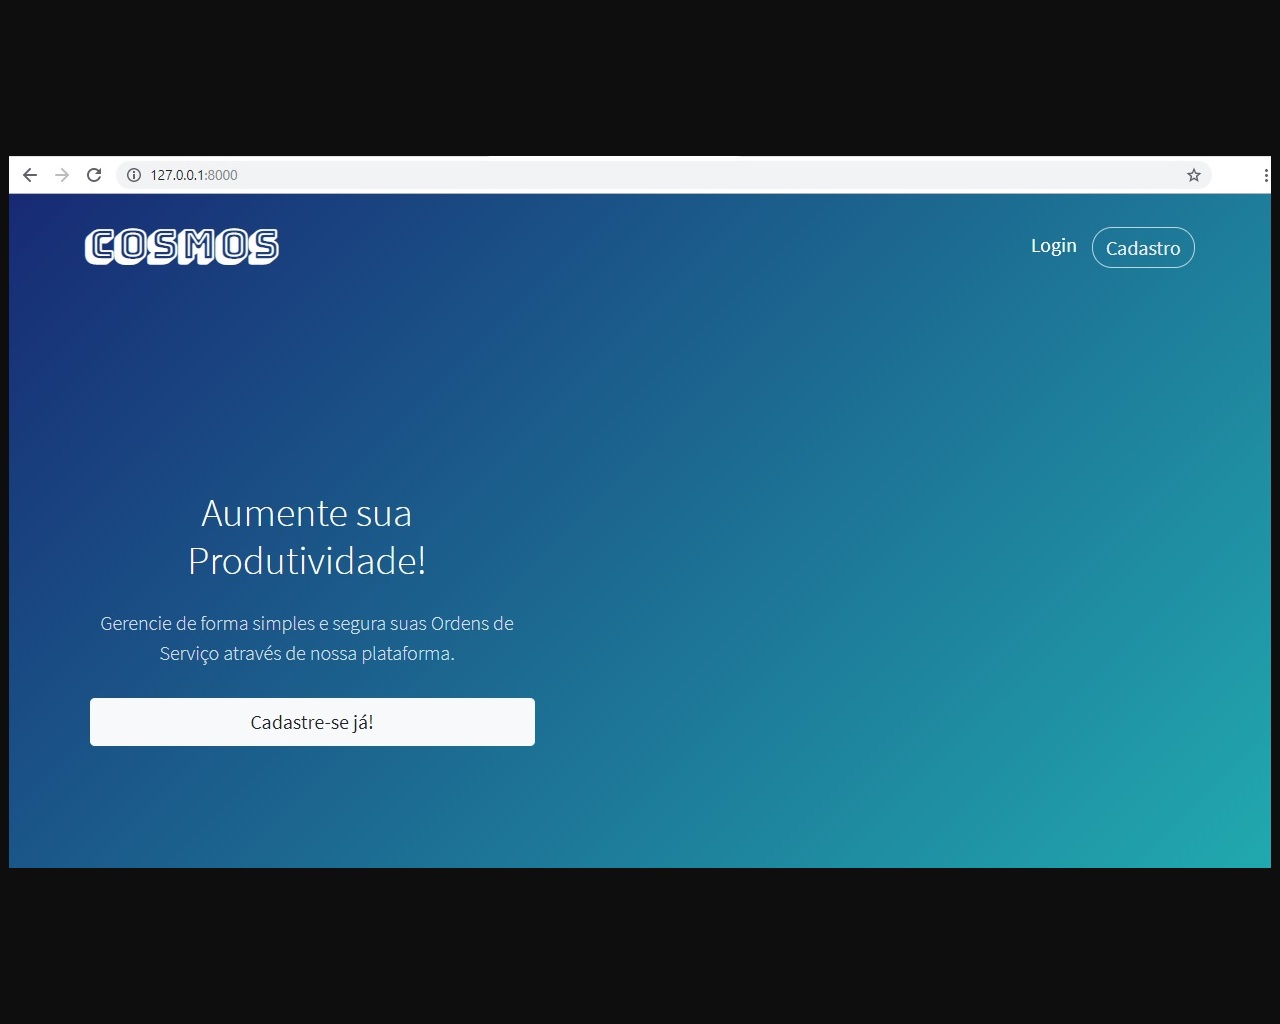 127.0.0.1:8000
COSMOS
Login
Cadastro
Aumente sua
Produtividade!
Gerencie de forma simples e segura suas Ordens de
Serviço através de nossa plataforma.
Cadastre-se já!